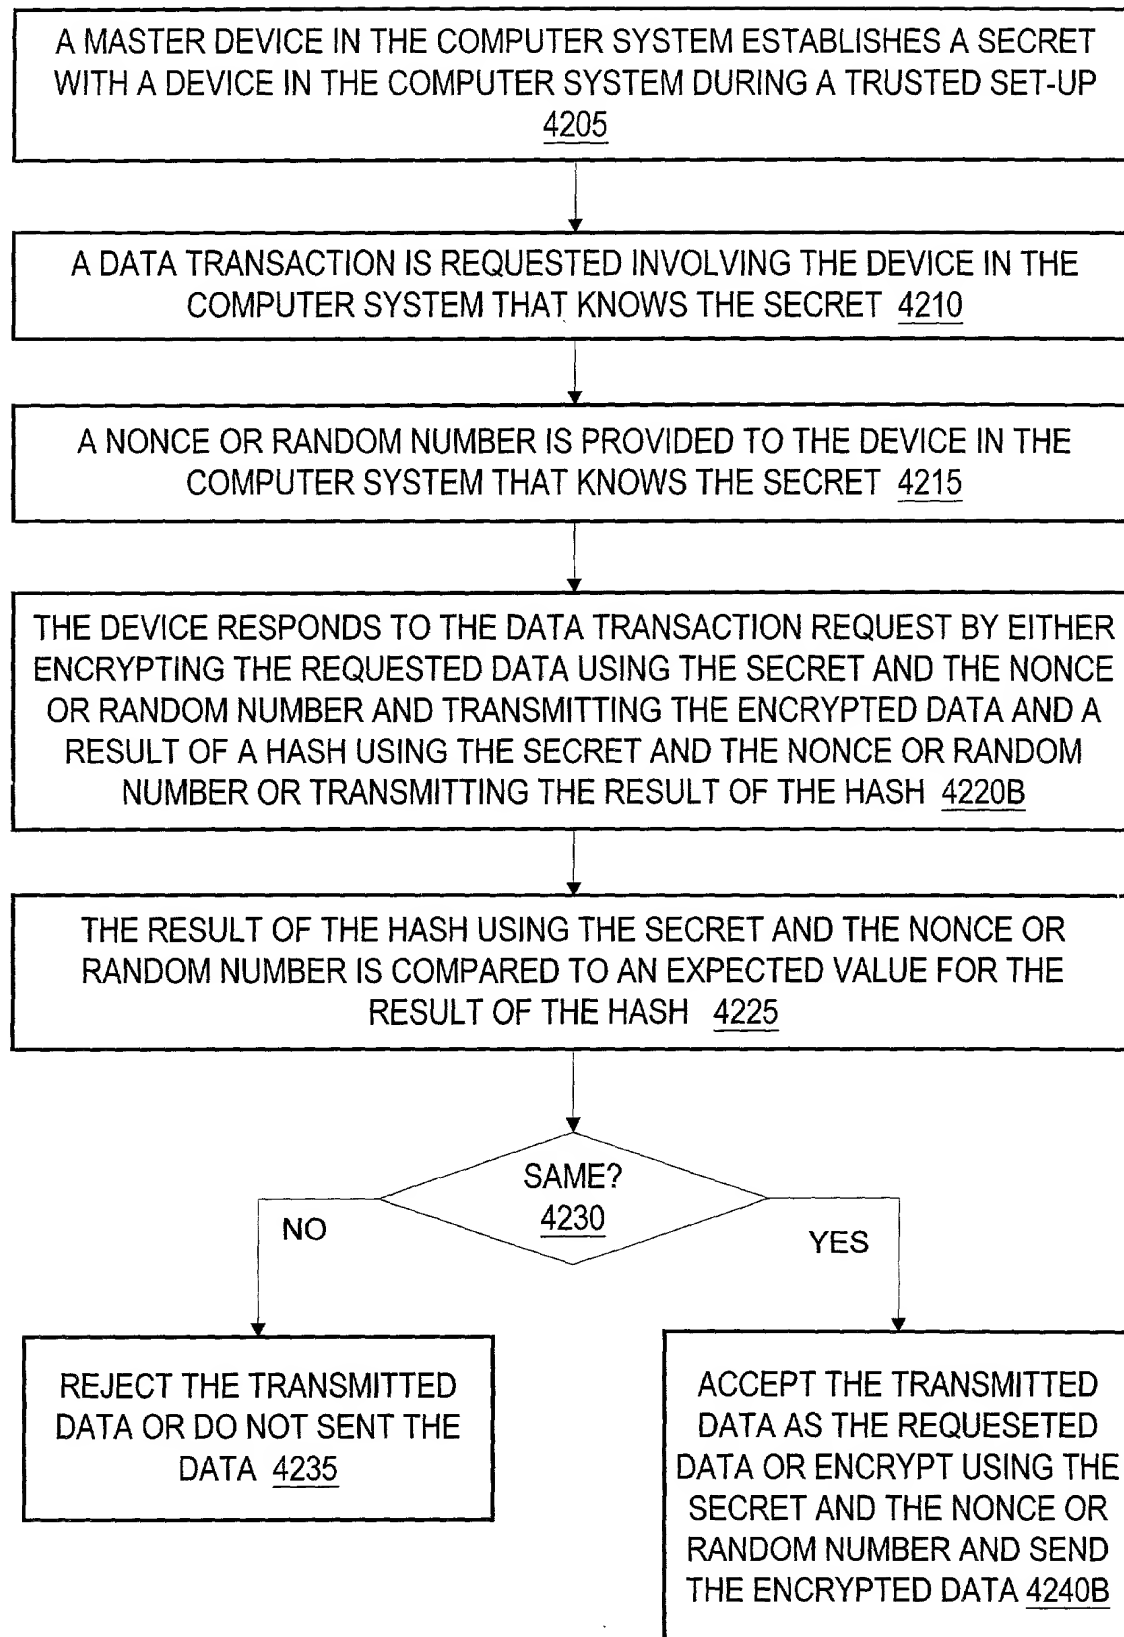 A MASTER DEVICE IN THE COMPUTER SYSTEM ESTABLISHES A SECRET
WITH A DEVICE IN THE COMPUTER SYSTEM DURING A TRUSTED SET-UP
4205
A DATA TRANSACTION IS REQUESTED INVOLVING THE DEVICE IN THE
COMPUTER SYSTEM THAT KNOWS THE SECRET 4210
A NONCE OR RANDOM NUMBER IS PROVIDED TO THE DEVICE IN THE
COMPUTER SYSTEM THAT KNOWS THE SECRET 4215
THE DEVICE RESPONDS TO THE DATA TRANSACTION REQUEST BY EITHER
ENCRYPTING THE REQUESTED DATA USING THE SECRET AND THE NONCE
OR RANDOM NUMBER AND TRANSMITTING THE ENCRYPTED DATA AND A
RESULT OF A HASH USING THE SECRET AND THE NONCE OR RANDOM
NUMBER OR TRANSMITTING THE RESULT OF THE HASH 4220B
THE RESULT OF THE HASH USING THE SECRET AND THE NONCE OR
RANDOM NUMBER IS COMPARED TO AN EXPECTED VALUE FOR THE
RESULT OF THE HASH 4225
SAME?
4230
NO
YES
REJECT THE TRANSMITTED
DATA OR DO NOT SENT THE
DATA 4235
ACCEPT THE TRANSMITTED
DATA AS THE REQUESETED
DATA OR ENCRYPT USING THE
SECRET AND THE NONCE OR
RANDOM NUMBER AND SEND
THE ENCRYPTED DATA 4240B